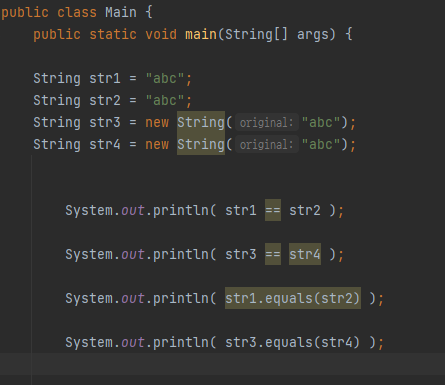 public class Main {
public static void main(String[] args) {
String str1 = "abc";
String str2 = "abc";
String str3 = new String( original: "abc");
String str4 = new String( original: "abc");
System.out.println( str1 == str2 );
System.out.println( str3 == str4 );
System.out.println( str1.equals(str2) );
System.out.println( str3.equals(str4) );